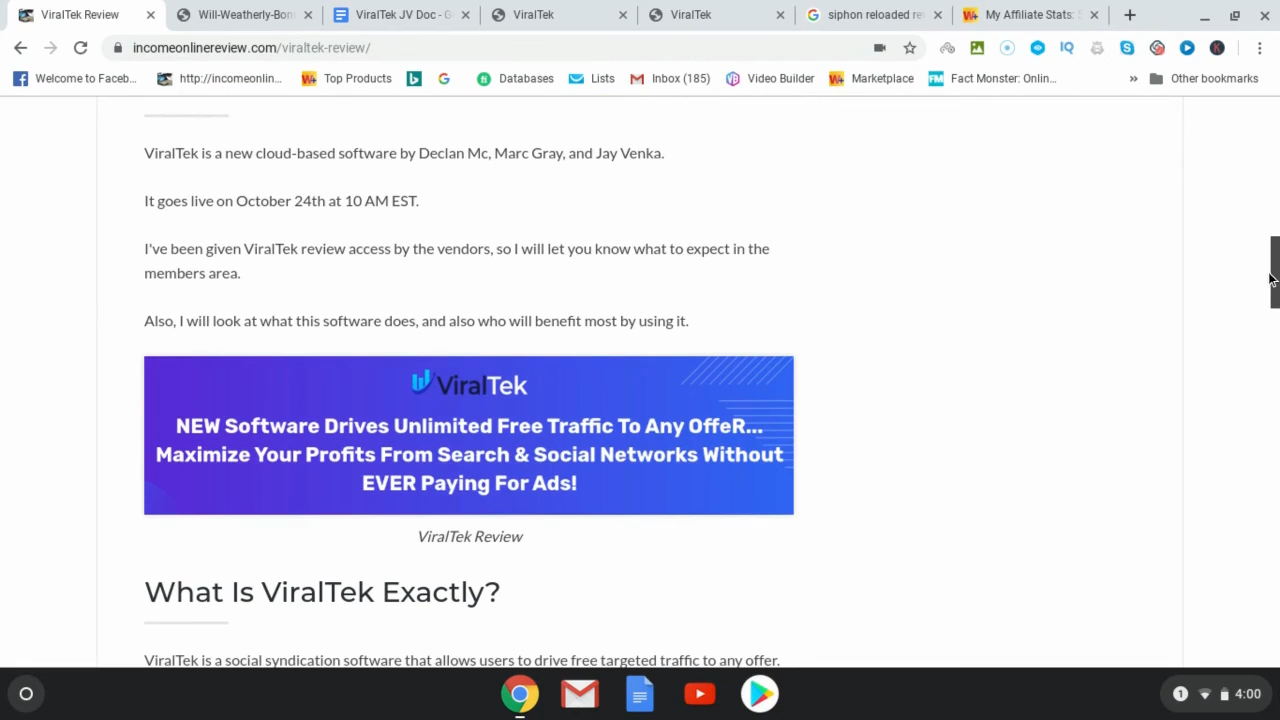 ViralTek Review
Will-Weatherly-Bon
ViralTek JV Doc - G
ViralTek
ViralTek
siphon reloaded re
My Affiliate Stats: S
incomeonlinereview.com/viraltek-review/
IQ
K
Welcome to Faceb...
http://incomeonlin...
Top Products
Databases
Lists
Inbox (185)
Video Builder
Marketplace
FM
Fact Monster: Onlin...
»
Other bookmarks
ViralTek is a new cloud-based software by Declan Mc, Marc Gray, and Jay Venka.
It goes live on October 24th at 10 AM EST.
I've been given ViralTek review access by the vendors, so I will let you know what to expect in the
members area.
Also, I will look at what this software does, and also who will benefit most by using it.
ViralTek
NEW Software Drives Unlimited Free Traffic To Any OffeR...
Maximize Your Profits From Search & Social Networks Without
EVER Paying For Ads!
ViralTek Review
What Is ViralTek Exactly?
ViralTek is a social syndication software that allows users to drive free targeted traffic to any offer.
1
4:00